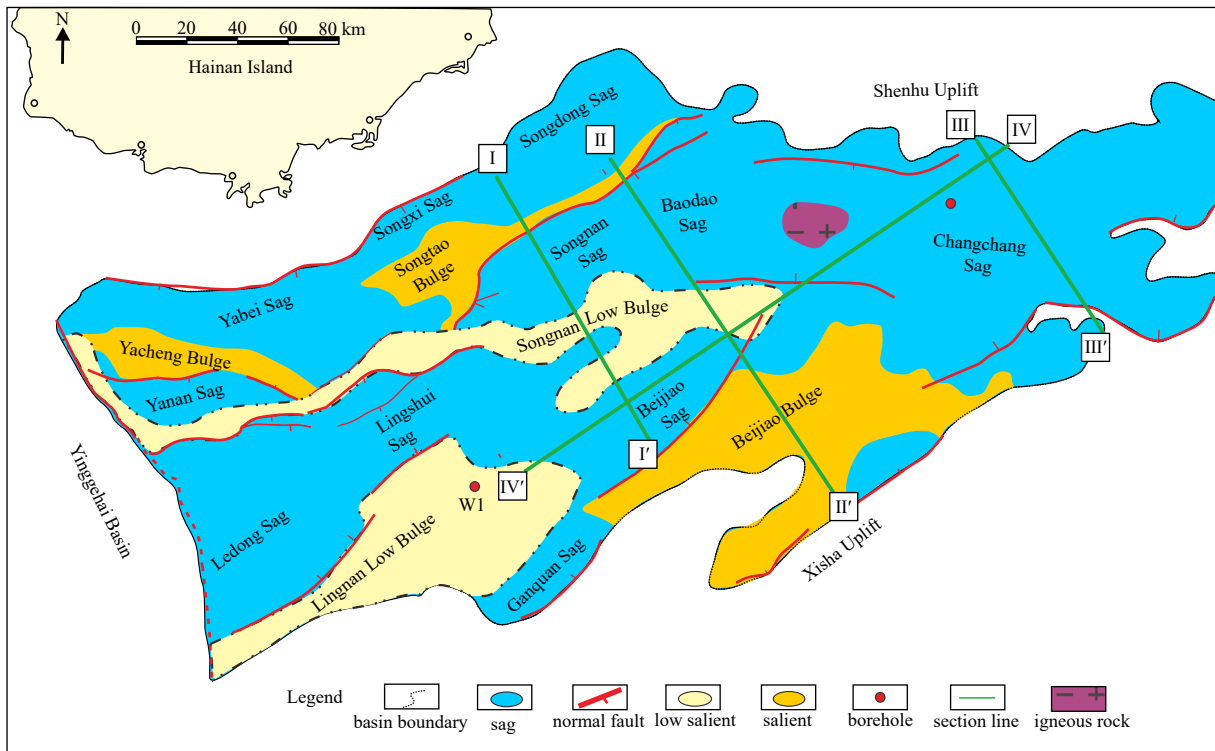 N
0 20 40 60 80 km
Hainan Island
Shenhu Uplift
Songdong Sag
I
II
III
IV
Songxi Sag
Songtao
Bulge
Songnan
Sag
Baodao
Sag
Changchang
Sag
Yabei Sag
Songnan Low Bulge
Yacheng Bulge
Yanan Sag
Lingshui
Sag
Beijiao
Sag
Beijiao Bulge
III′
I′
IV′
II′
W1
Yinggehai Basin
Ledong Sag
Lingnan Low Bulge
Ganquan Sag
Xisha Uplift
Legend
basin boundary
sag
normal fault
low salient
salient
borehole
section line
igneous rock